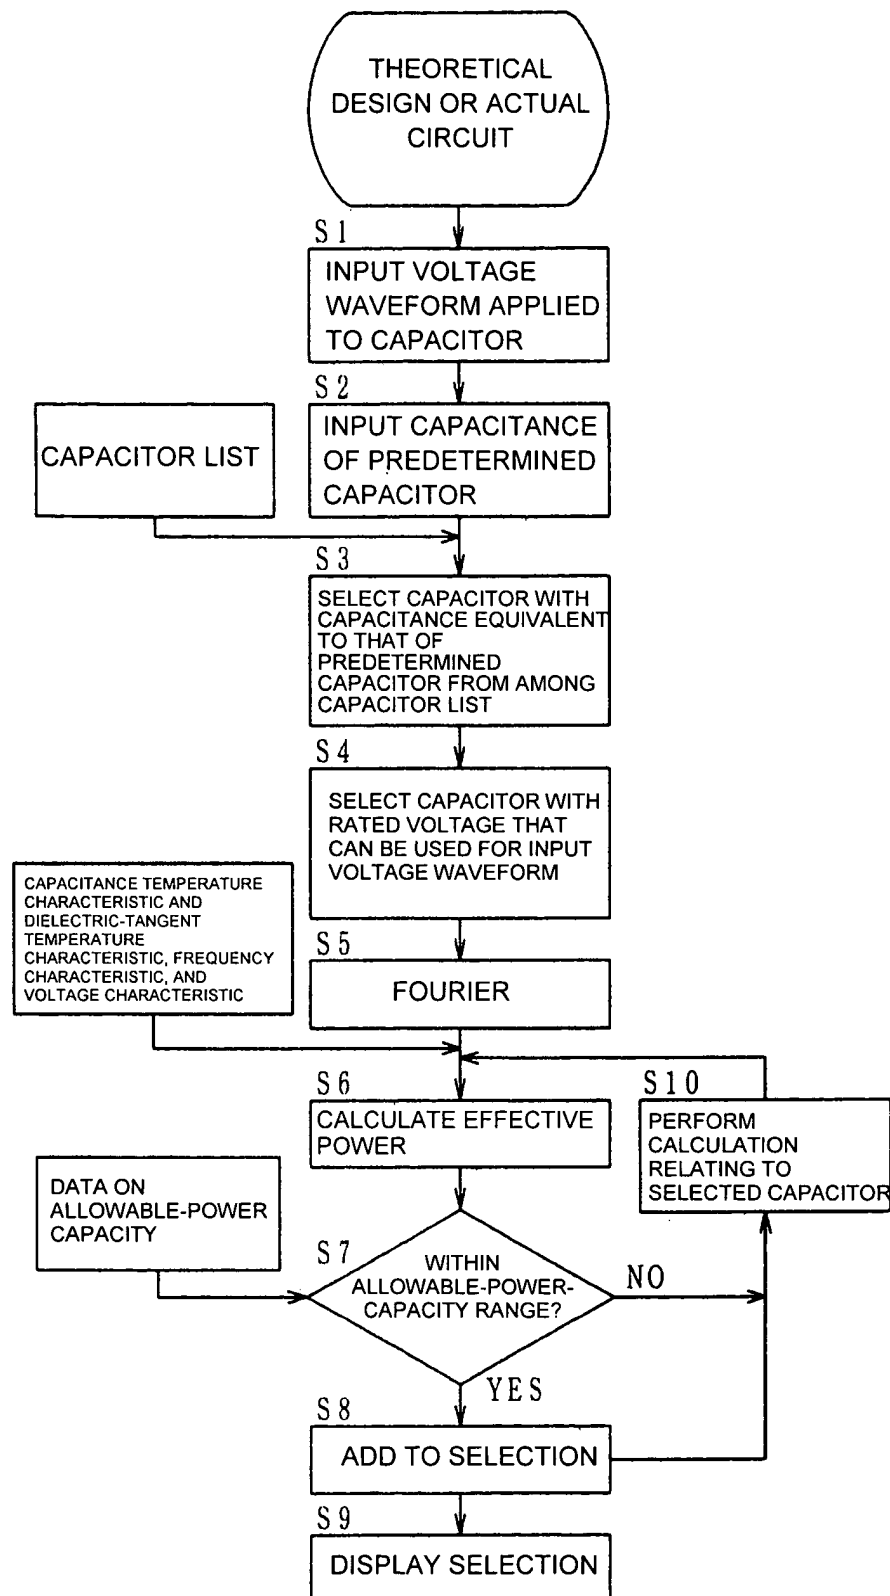 THEORETICAL
DESIGN OR ACTUAL
CIRCUIT
S1
INPUT VOLTAGE
WAVEFORM APPLIED
TO CAPACITOR
S2
INPUT CAPACITANCE
OF PREDETERMINED
CAPACITOR
CAPACITOR LIST
S3
SELECT CAPACITOR WITH
CAPACITANCE EQUIVALENT
TO THAT OF
PREDETERMINED
CAPACITOR FROM AMONG
CAPACITOR LIST
S4
SELECT CAPACITOR WITH
RATED VOLTAGE THAT
CAN BE USED FOR INPUT
VOLTAGE WAVEFORM
CAPACITANCE TEMPERATURE
CHARACTERISTIC AND
DIELECTRIC-TANGENT
TEMPERATURE
CHARACTERISTIC, FREQUENCY
CHARACTERISTIC, AND
VOLTAGE CHARACTERISTIC
S5
FOURIER
S6
CALCULATE EFFECTIVE
POWER
S10
PERFORM
CALCULATION
RELATING TO
SELECTED CAPACITOR
DATA ON
ALLOWABLE-POWER
CAPACITY
S7
WITHIN
ALLOWABLE-POWER-
CAPACITY RANGE?
NO
YES
S8
ADD TO SELECTION
S9
DISPLAY SELECTION